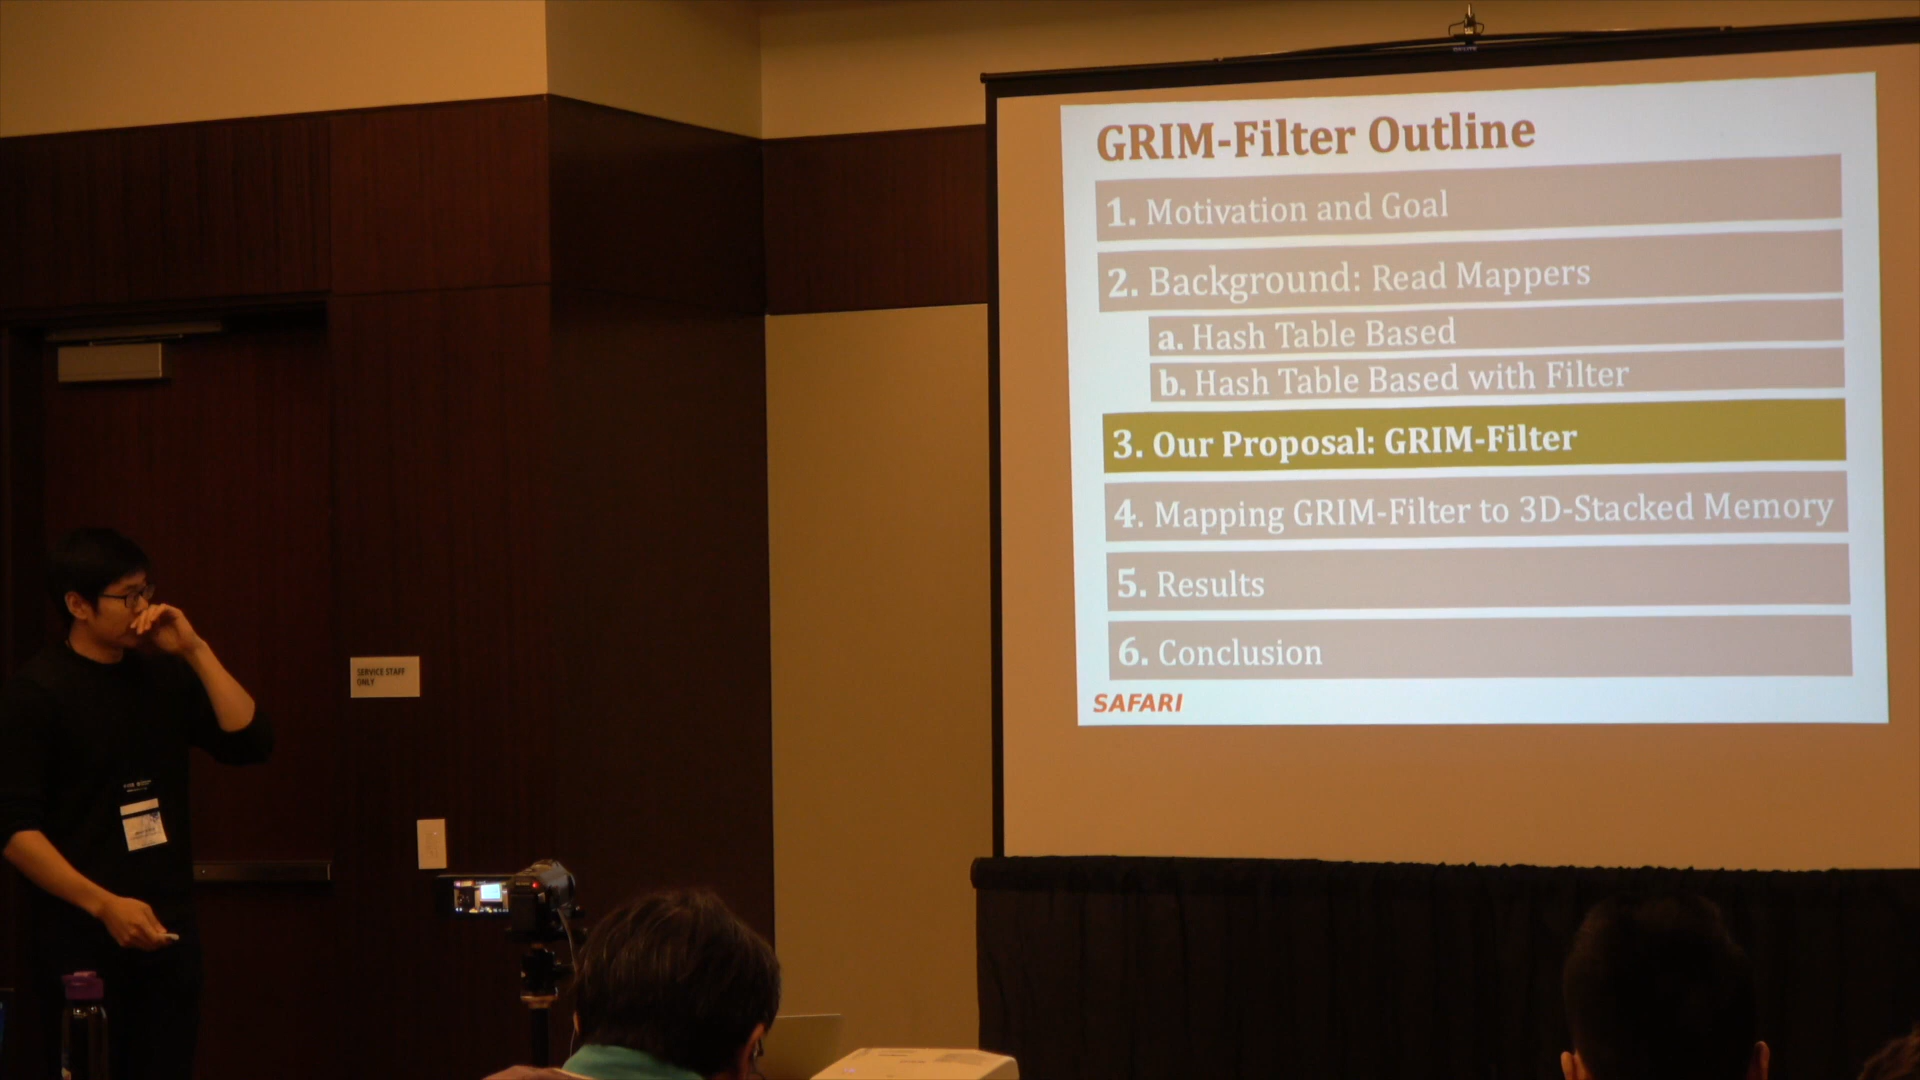 GRIM-Filter Outline
1. Motivation and Goal
2. Background: Read Mappers
a. Hash Table Based
b. Hash Table Based with Filter
3. Our Proposal: GRIM-Filter
4. Mapping GRIM-Filter to 3D-Stacked Memory
5. Results
6. Conclusion
SAFARI
SERVICE STAFF
ONLY